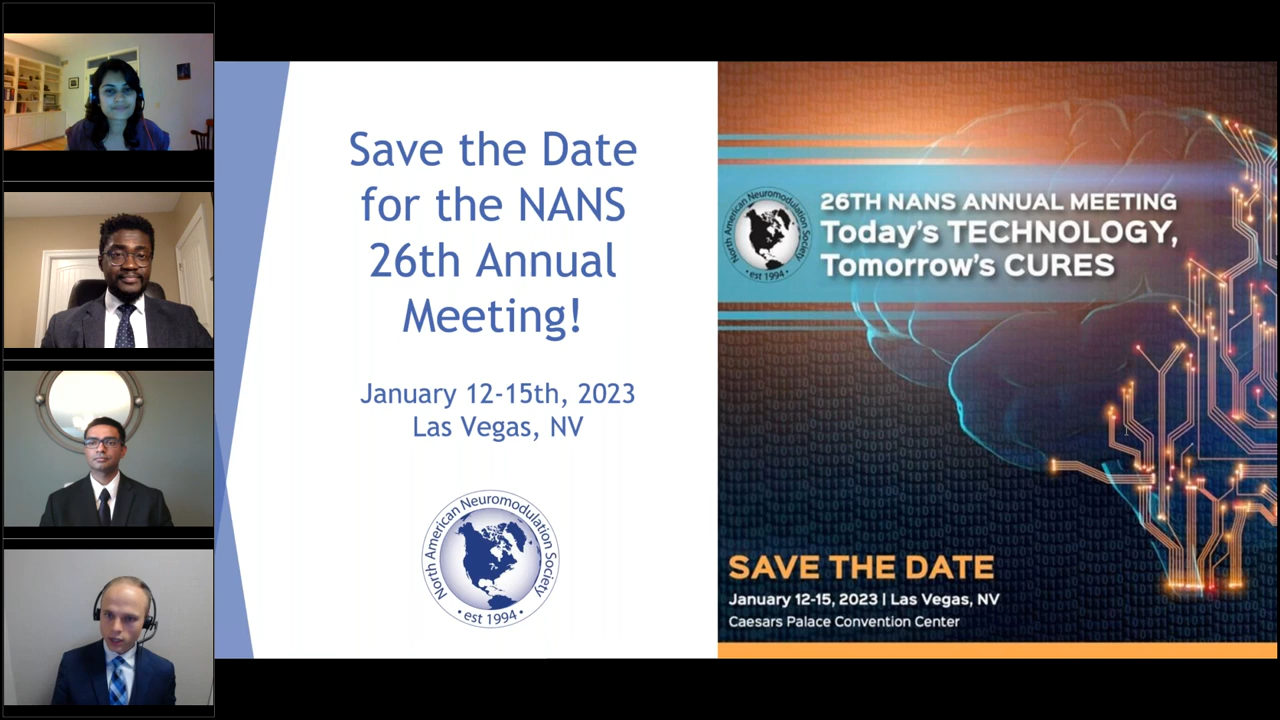 Save the Date
for the NANS
26th Annual
Meeting!
January 12-15th, 2023
Las Vegas, NV
North American Neuromodulation Society
• est 1994 •
North American Neuromodulation Society
• est 1994 •
26TH NANS ANNUAL MEETING
Today's TECHNOLOGY,
Tomorrow's CURES
SAVE THE DATE
January 12-15, 2023 | Las Vegas, NV
Caesars Palace Convention Center